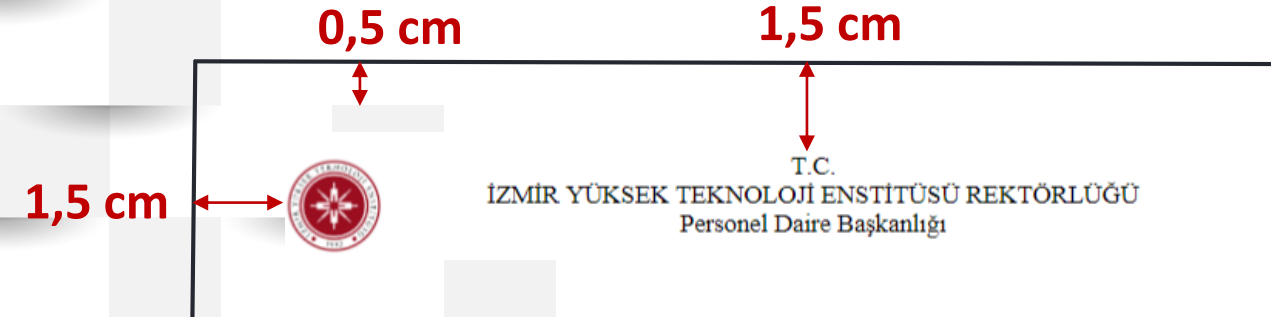 0,5 cm
1,5 cm
1,5 cm
T.C.
İZMİR YÜKSEK TEKNOLOJİ ENSTİTÜSÜ REKTÖRLÜĞÜ
Personel Daire Başkanlığı